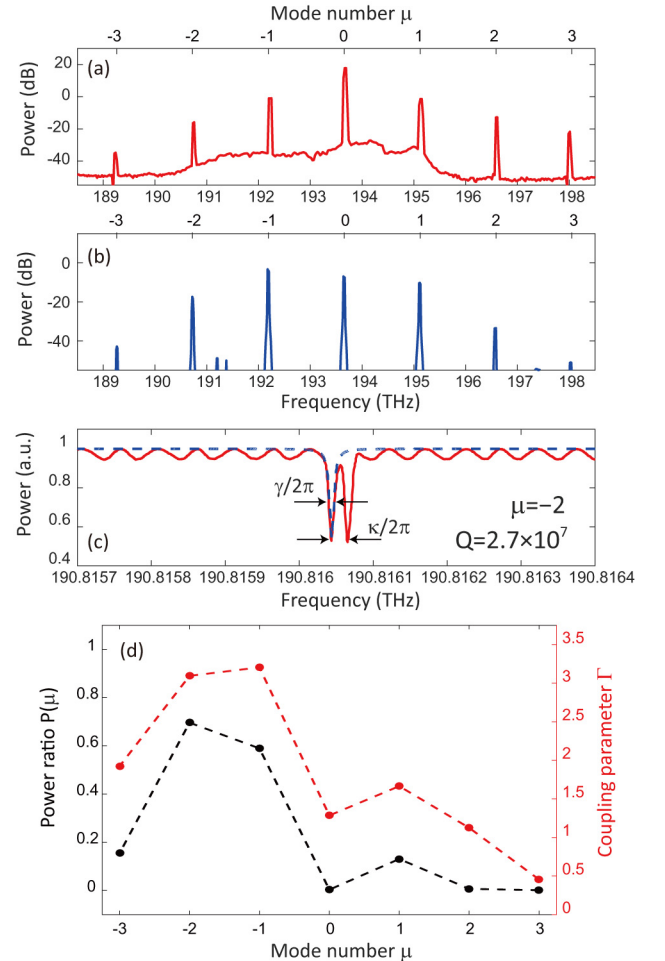 Mode number μ
-3 -2 -1 0 1 2 3
(a)
Power (dB)
20
0
-20
-40
189 190 191 192 193 194 195 196 197 198
-3 -2 -1 0 1 2 3
(b)
Power (dB)
0
-20
-40
189 190 191 192 193 194 195 196 197 198
Frequency (THz)
Power (a.u.)
1
0.8
0.6
0.4
γ/2π
κ/2π
μ=−2
Q=2.7×10⁷
(c)
190.8157 190.8158 190.8159 190.816 190.8161 190.8162 190.8163 190.8164
Frequency (THz)
(d)
Power ratio P(μ)
1
0.8
0.6
0.4
0.2
0
Coupling parameter Γ
3.5
3
2.5
2
1.5
1
0.5
0
-3 -2 -1 0 1 2 3
Mode number μ